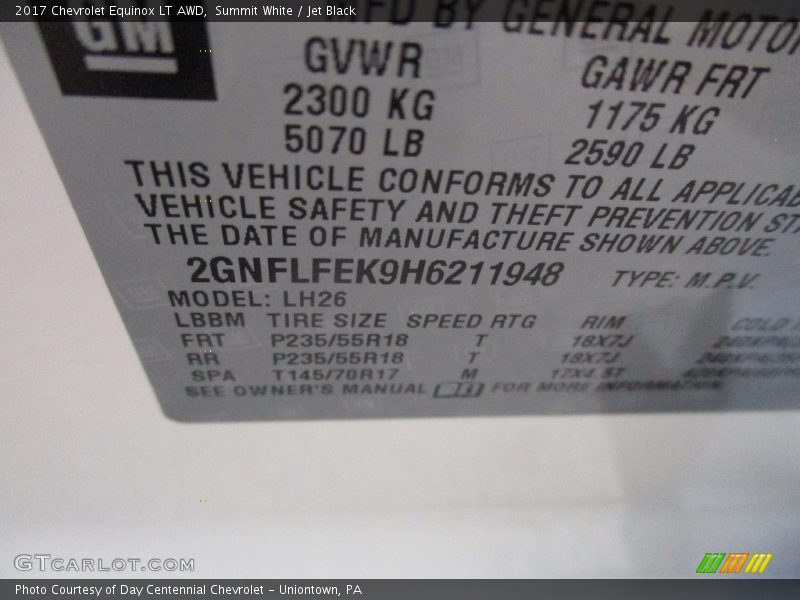 2017 Chevrolet Equinox LT AWD, Summit White / Jet Black
GM
MFD BY GENERAL MOTORS
GVWR GAWR FRT
2300 KG 1175 KG
5070 LB 2590 LB
THIS VEHICLE CONFORMS TO ALL
VEHICLE SAFETY AND THEFT PREVENTION
THE DATE OF MANUFACTURE SHOWN ABOVE.
2GNFLFEK9H6211948 TYPE: M.P.V.
MODEL: LH26
LBBM TIRE SIZE SPEED RTG RIM COLD
FRT P235/55R18 T 18X7J
RR P235/55R18 T 18X7J
SPA T145/70R17 M 17X4.5T
SEE OWNER'S MANUAL FOR MORE INFORMATION
GTCARLOT.COM
Photo Courtesy of Day Centennial Chevrolet - Uniontown, PA